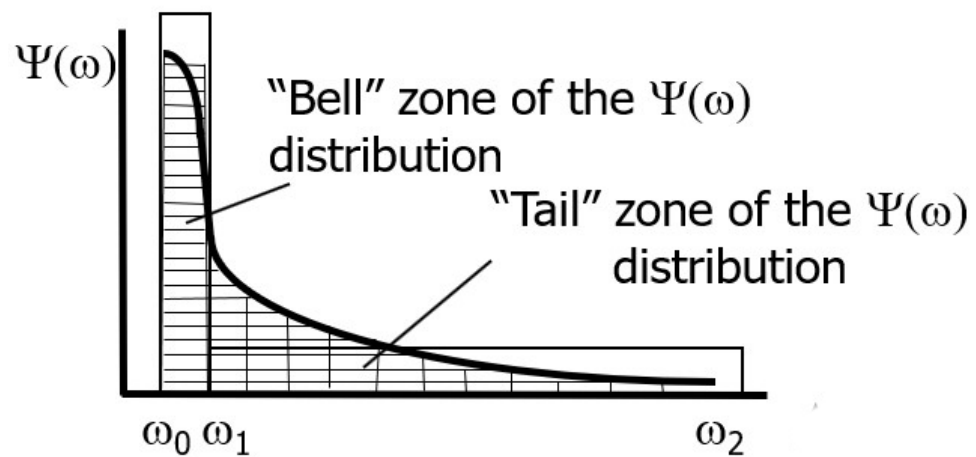 Ψ(ω)
“Bell” zone of the Ψ(ω)
distribution
“Tail” zone of the Ψ(ω)
distribution
ω₀ ω₁ ω₂